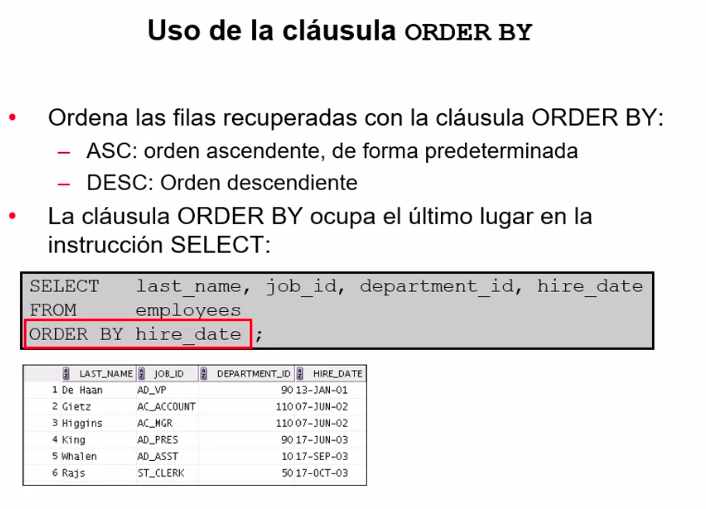 Uso de la cláusula ORDER BY
• Ordena las filas recuperadas con la cláusula ORDER BY:
– ASC: orden ascendente, de forma predeterminada
– DESC: Orden descendiente
• La cláusula ORDER BY ocupa el último lugar en la
instrucción SELECT:
SELECT last_name, job_id, department_id, hire_date
FROM employees
ORDER BY hire_date ;
LAST_NAME JOB_ID DEPARTMENT_ID HIRE_DATE
1 De Haan AD_VP 90 13-JAN-01
2 Gietz AC_ACCOUNT 110 07-JUN-02
3 Higgins AC_MGR 110 07-JUN-02
4 King AD_PRES 90 17-JUN-03
5 Whalen AD_ASST 10 17-SEP-03
6 Rajs ST_CLERK 50 17-OCT-03